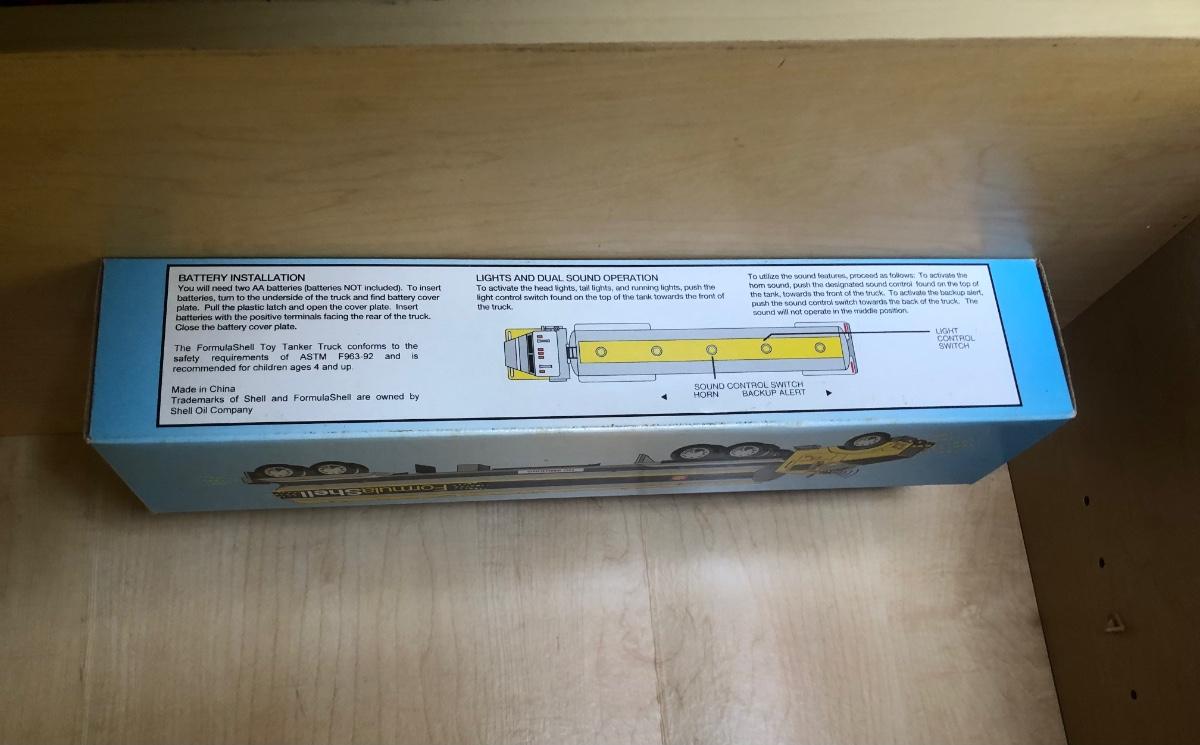 BATTERY INSTALLATION
You will need two AA batteries (batteries NOT included). To insert
batteries, turn to the underside of the truck and find battery cover
plate. Pull the plastic latch and open the cover plate. Insert
batteries with the positive terminals facing the rear of the truck.
Close the battery cover plate.
The FormulaShell Toy Tanker Truck conforms to the
safety requirements of ASTM F963-92 and is
recommended for children ages 4 and up.
Made in China
Trademarks of Shell and FormulaShell are owned by
Shell Oil Company
LIGHTS AND DUAL SOUND OPERATION
To activate the head lights, tail lights, and running lights, push the
light control switch found on the top of the tank towards the front of
the truck.
To utilize the sound features, proceed as follows: To activate the
horn sound, push the designated sound control found on the top of
the tank, towards the front of the truck. To activate the backup alert,
push the sound control switch towards the back of the truck. The
sound will not operate in the middle position.
LIGHT
CONTROL
SWITCH
SOUND CONTROL SWITCH
HORN BACKUP ALERT
FormulaShell